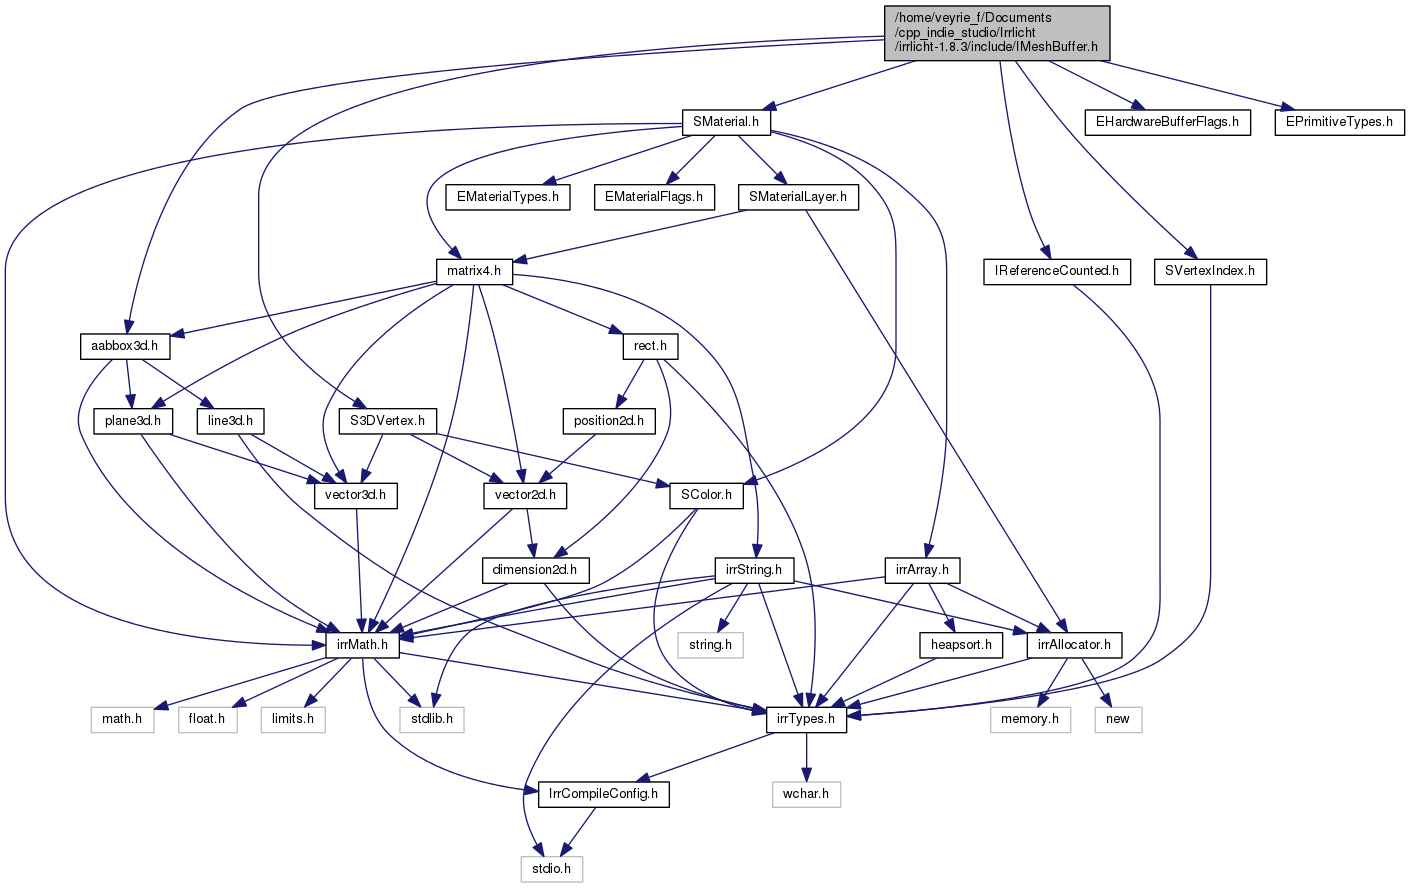 /home/veyrie_f/Documents
/cpp_indie_studio/Irrlicht
/irrlicht-1.8.3/include/IMeshBuffer.h
SMaterial.h
EHardwareBufferFlags.h
EPrimitiveTypes.h
EMaterialTypes.h
EMaterialFlags.h
SMaterialLayer.h
matrix4.h
IReferenceCounted.h
SVertexIndex.h
aabbox3d.h
rect.h
plane3d.h
line3d.h
S3DVertex.h
position2d.h
vector3d.h
vector2d.h
SColor.h
dimension2d.h
irrString.h
irrArray.h
irrMath.h
string.h
heapsort.h
irrAllocator.h
math.h
float.h
limits.h
stdlib.h
irrTypes.h
memory.h
new
IrrCompileConfig.h
wchar.h
stdio.h